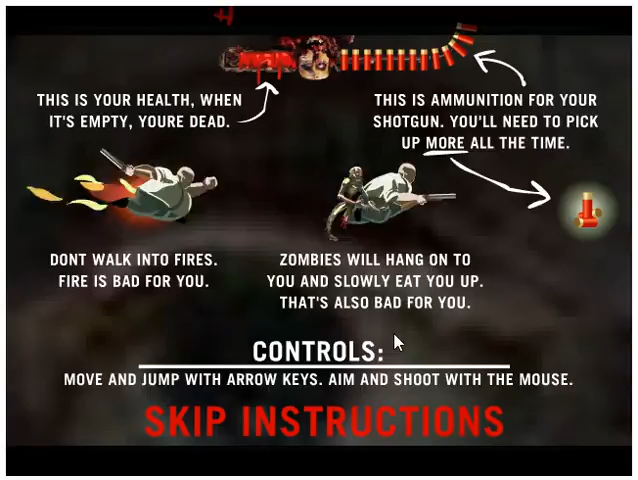 THIS IS YOUR HEALTH, WHEN
IT'S EMPTY, YOURE DEAD.
THIS IS AMMUNITION FOR YOUR
SHOTGUN. YOU'LL NEED TO PICK
UP MORE ALL THE TIME.
DONT WALK INTO FIRES.
FIRE IS BAD FOR YOU.
ZOMBIES WILL HANG ON TO
YOU AND SLOWLY EAT YOU UP.
THAT'S ALSO BAD FOR YOU.
CONTROLS:
MOVE AND JUMP WITH ARROW KEYS. AIM AND SHOOT WITH THE MOUSE.
SKIP INSTRUCTIONS